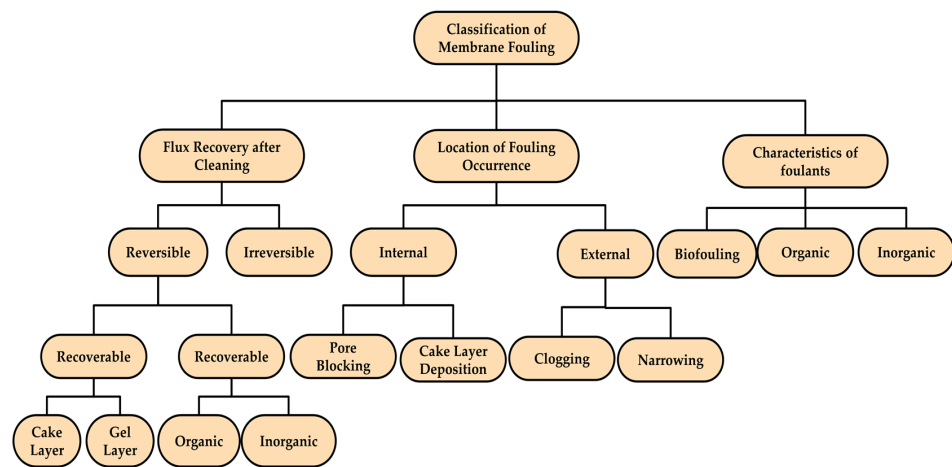 Classification of
Membrane Fouling
Flux Recovery after
Cleaning
Location of Fouling
Occurrence
Characteristics of
foulants
Reversible
Irreversible
Internal
External
Biofouling
Organic
Inorganic
Recoverable
Recoverable
Pore
Blocking
Cake Layer
Deposition
Clogging
Narrowing
Cake
Layer
Gel
Layer
Organic
Inorganic